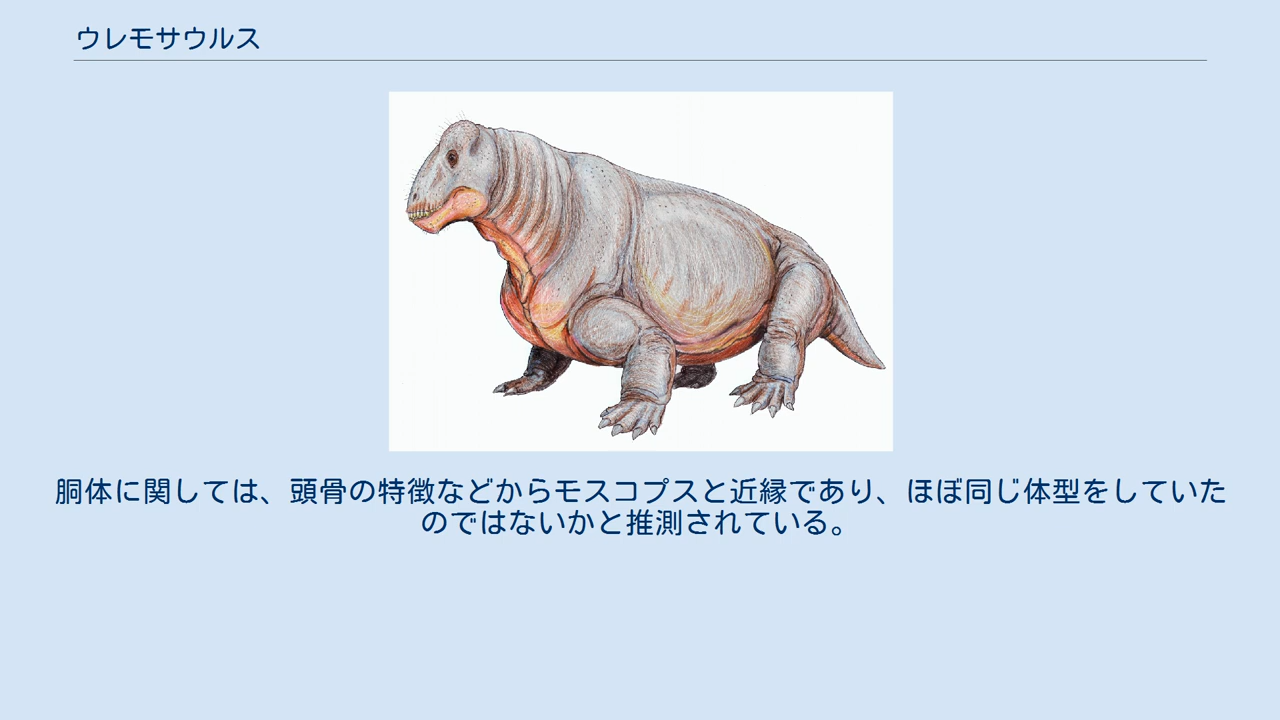 ウレモサウルス
胴体に関しては、頭骨の特徴などからモスコプスと近縁であり、ほぼ同じ体型をしていた
のではないかと推測されている。